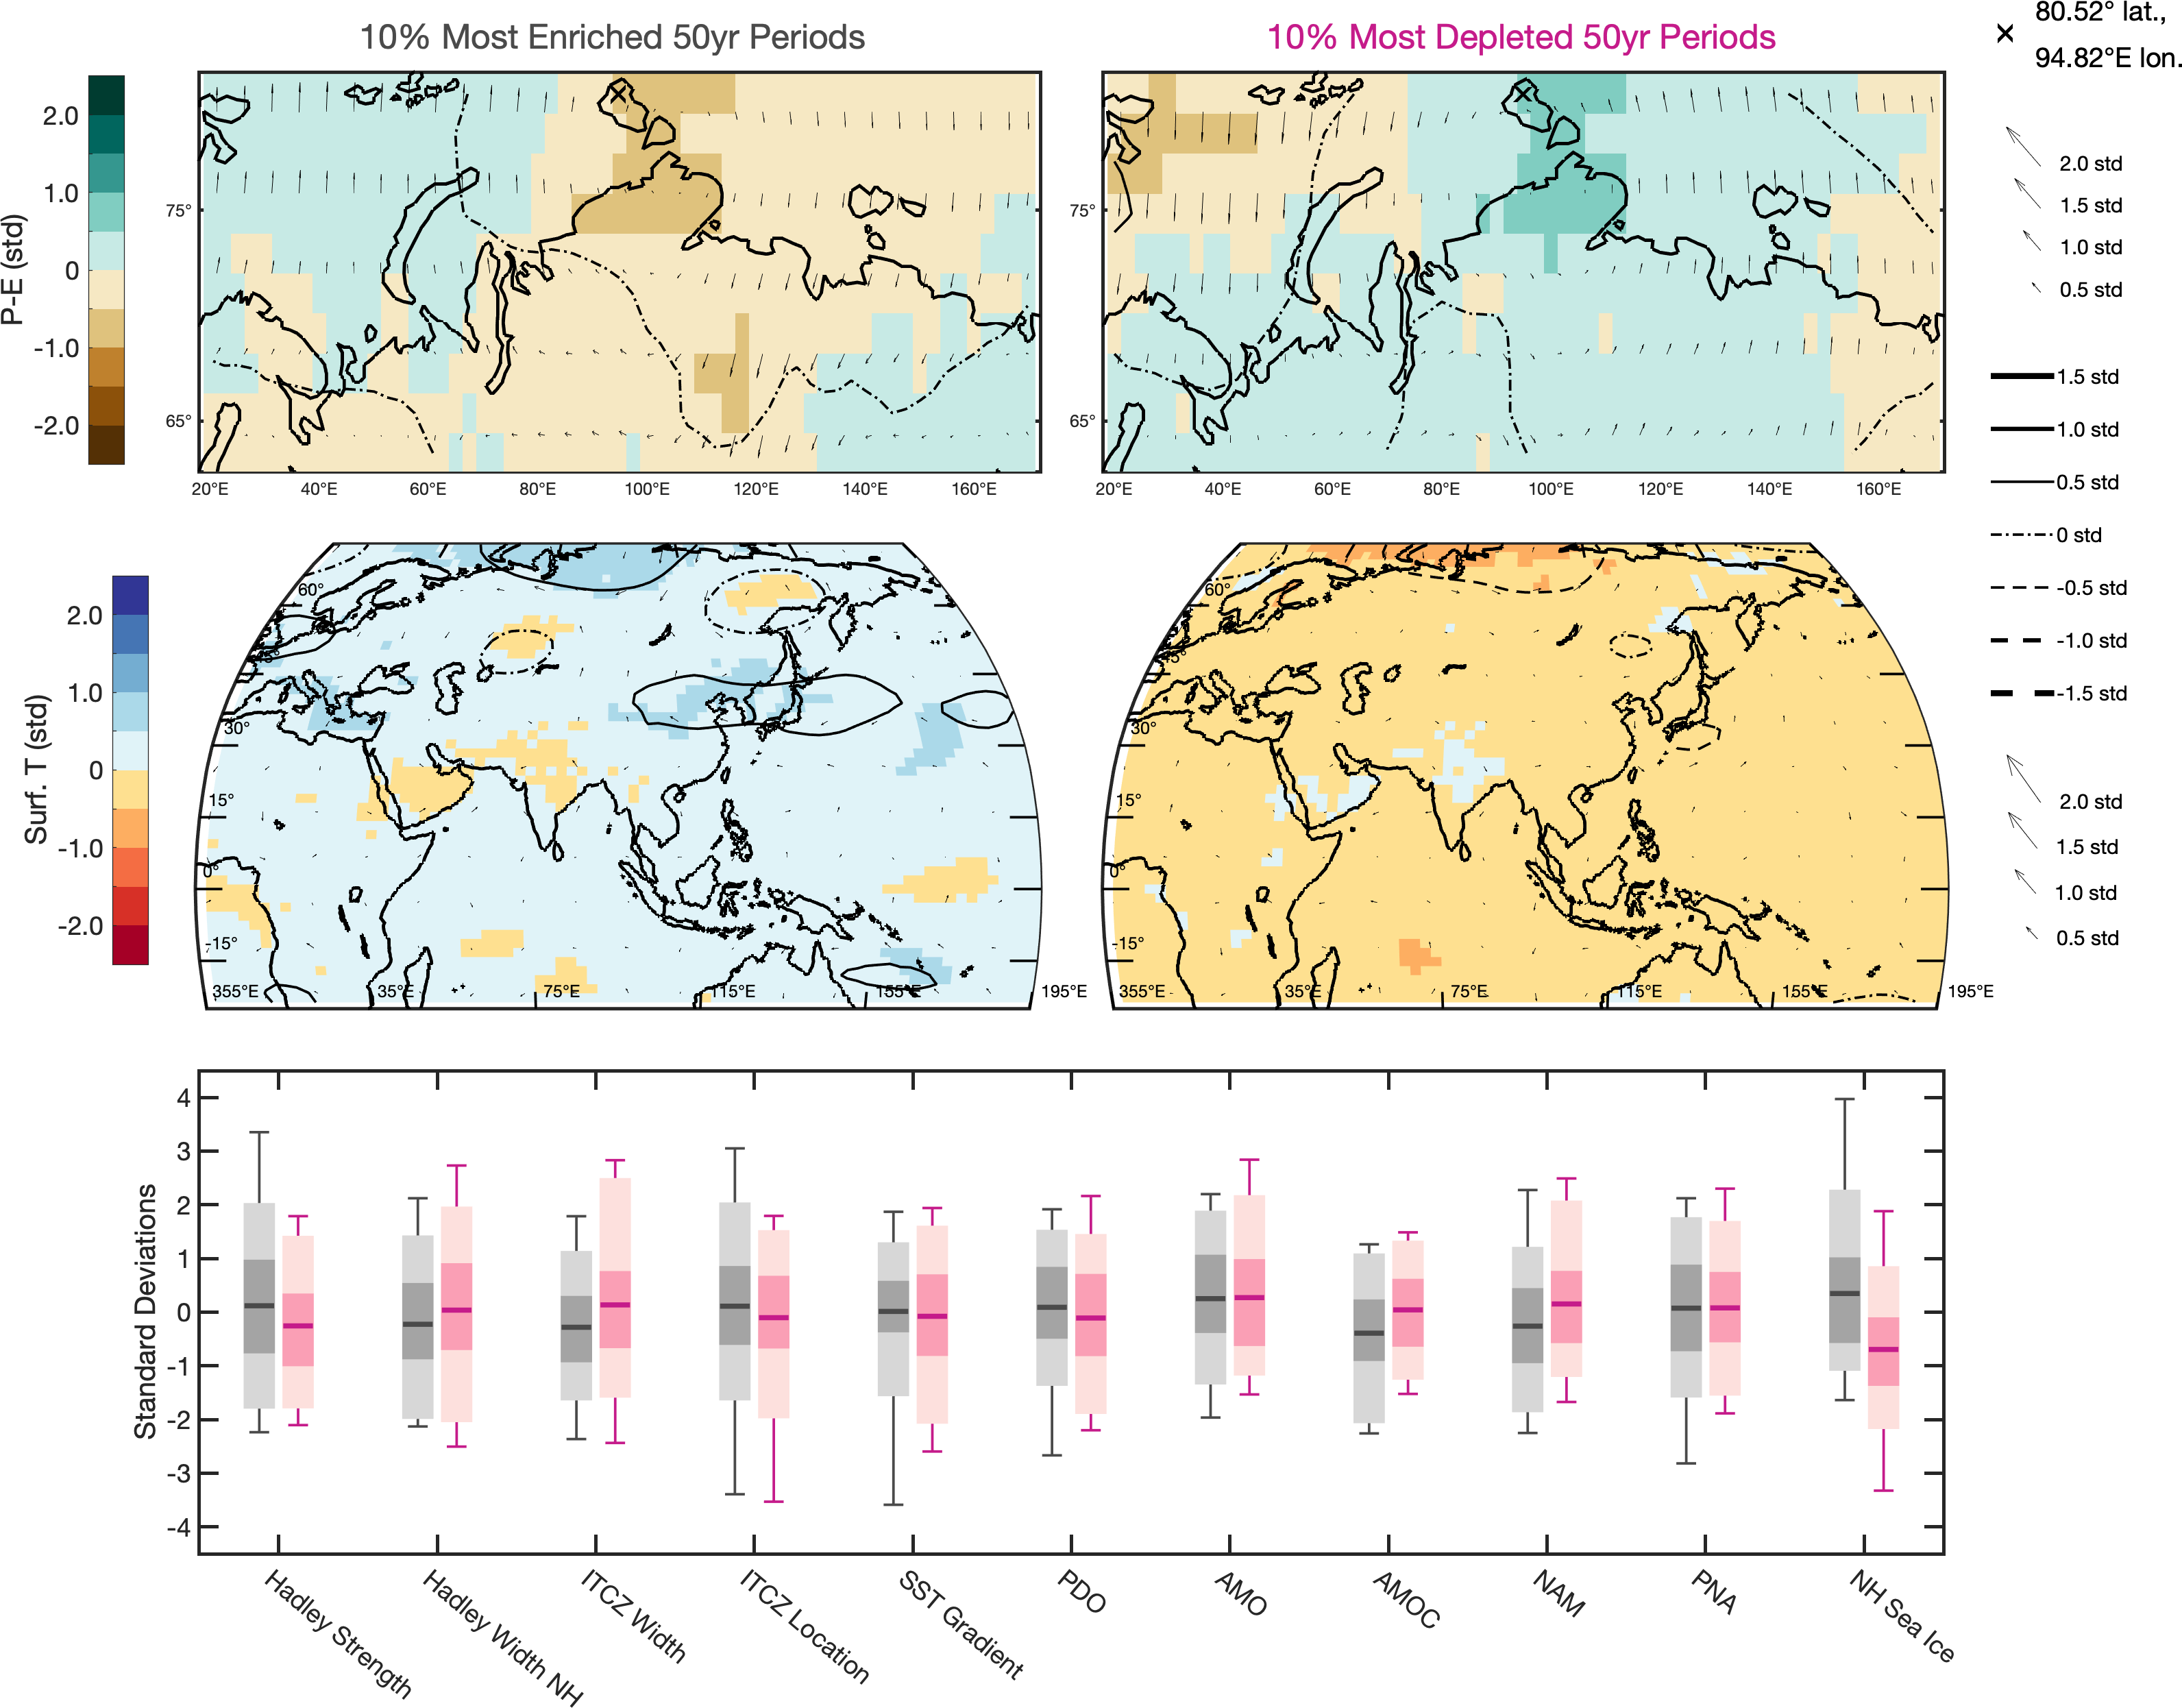 10% Most Enriched 50yr Periods
10% Most Depleted 50yr Periods
80.52° lat.,
94.82°E lon.
P-E (std)
2.0
1.0
0
-1.0
-2.0
75°
65°
20°E 40°E 60°E 80°E 100°E 120°E 140°E 160°E
75°
65°
20°E 40°E 60°E 80°E 100°E 120°E 140°E 160°E
2.0 std
1.5 std
1.0 std
0.5 std
1.5 std
1.0 std
0.5 std
0 std
-0.5 std
-1.0 std
-1.5 std
Surf. T (std)
2.0
1.0
0
-1.0
-2.0
60°
45°
30°
15°
0°
-15°
355°E 35°E 75°E 115°E 155°E 195°E
60°
45°
30°
15°
0°
-15°
355°E 35°E 75°E 115°E 155°E 195°E
2.0 std
1.5 std
1.0 std
0.5 std
Standard Deviations
4
3
2
1
0
-1
-2
-3
-4
Hadley Strength
Hadley Width NH
ITCZ Width
ITCZ Location
SST Gradient
PDO
AMO
AMOC
NAM
PNA
NH Sea Ice